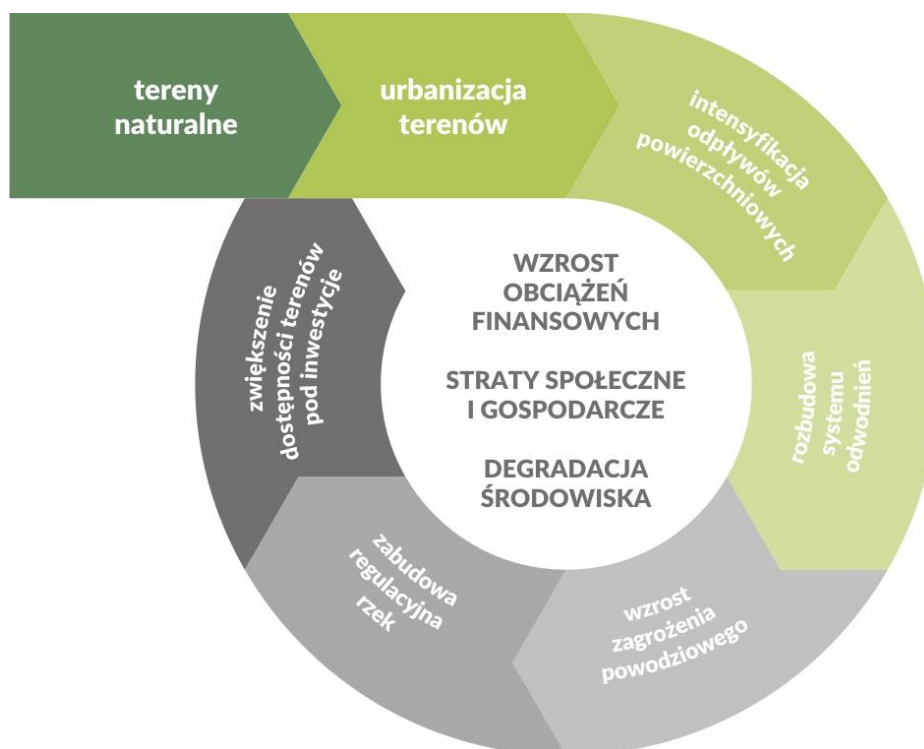 tereny
naturalne
urbanizacja
terenów
intensyfikacja
odpływów
powierzchniowych
rozbudowa
systemu
odwodnień
wzrost
zagrożenia
powodziowego
zabudowa
regulacyjna
rzek
zwiększenie
dostępności terenów
pod inwestycje
WZROST
OBCIĄŻEŃ
FINANSOWYCH
STRATY SPOŁECZNE
I GOSPODARCZE
DEGRADACJA
ŚRODOWISKA